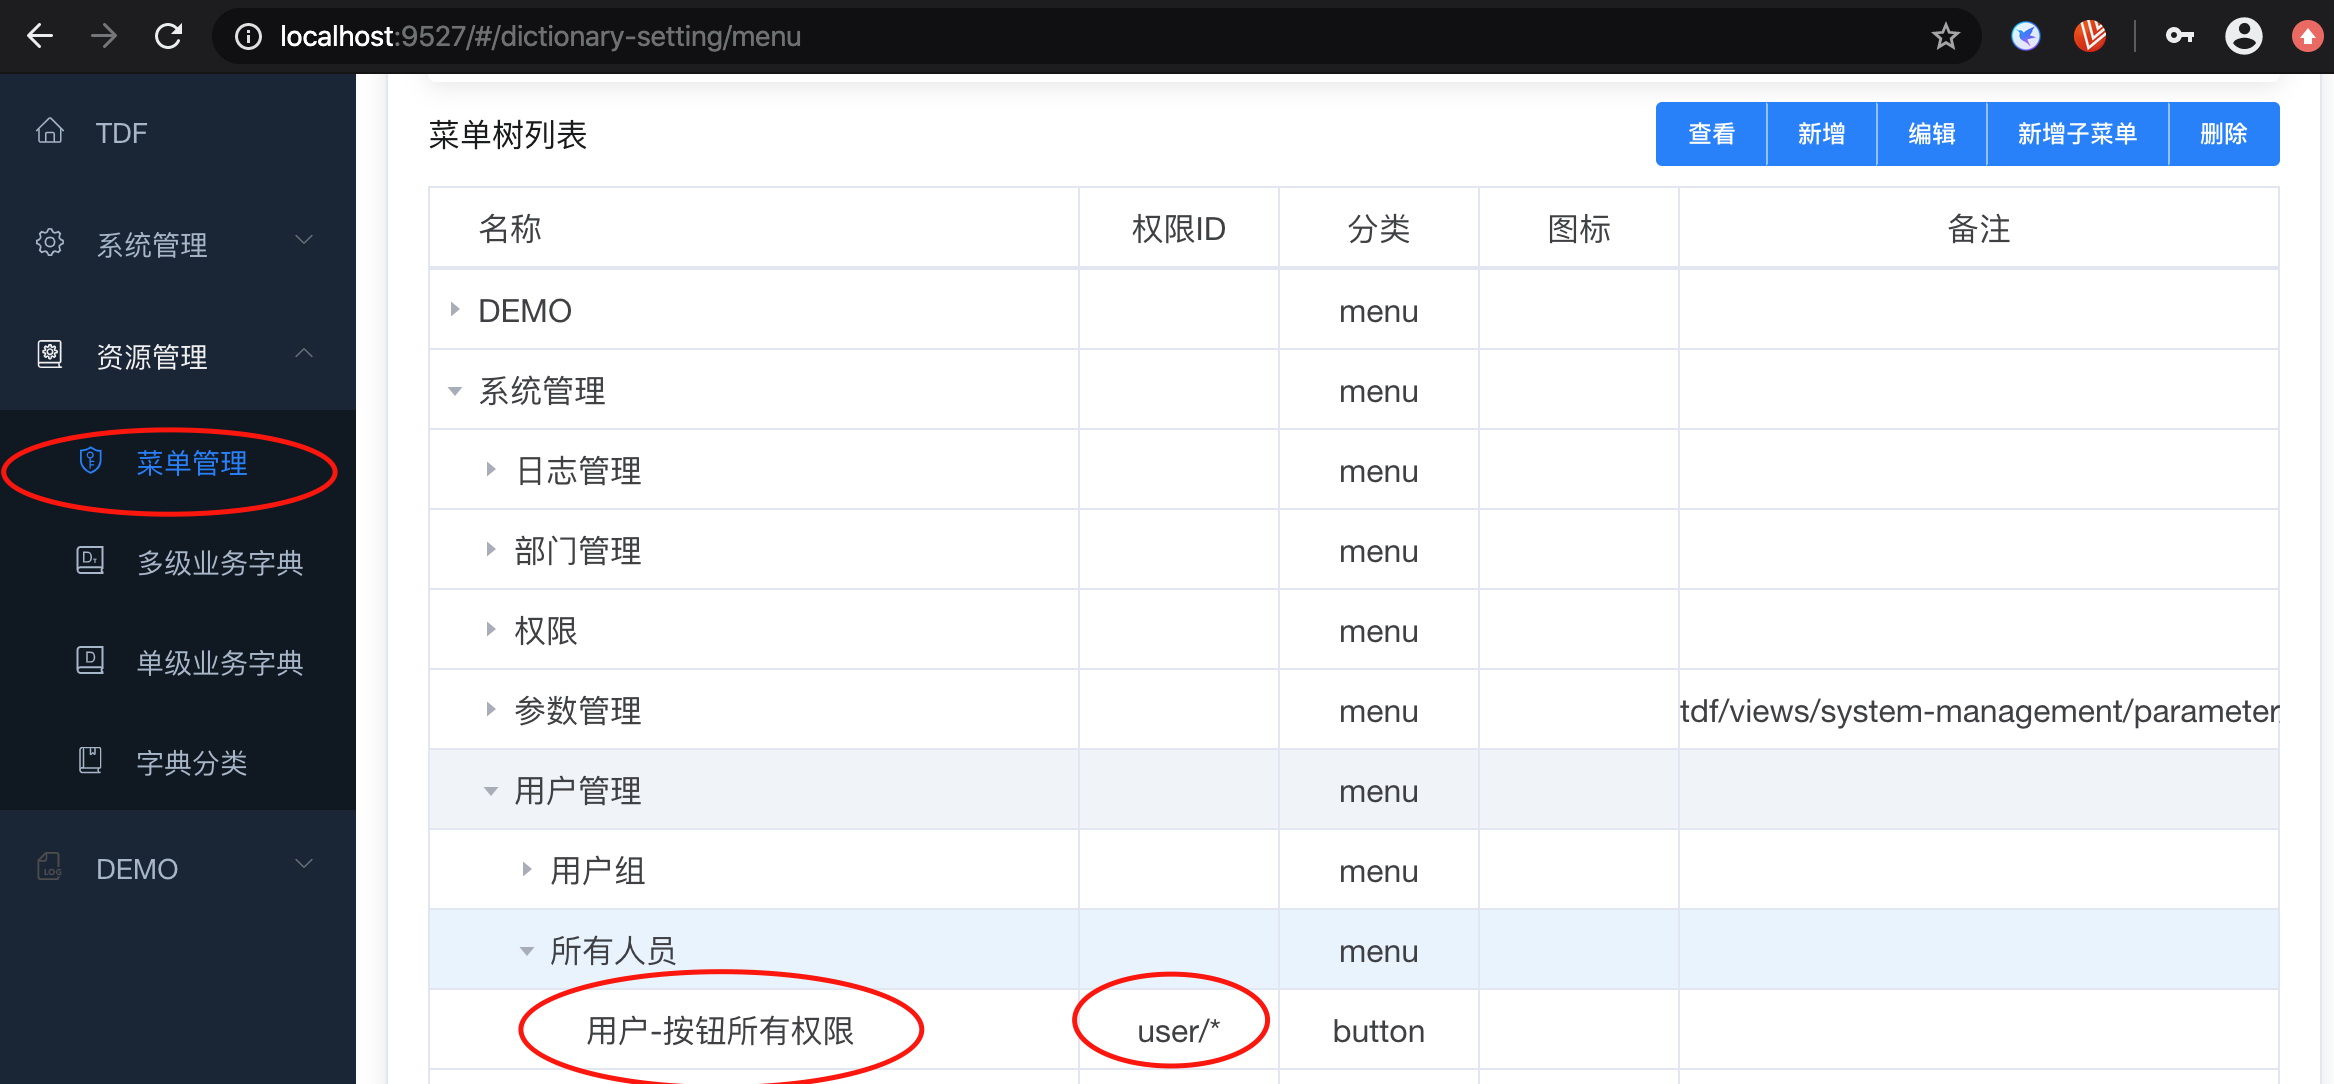 localhost:9527/#/dictionary-setting/menu
TDF
系统管理
资源管理
菜单管理
多级业务字典
单级业务字典
字典分类
DEMO
菜单树列表
查看 新增 编辑 新增子菜单 删除
名称 权限ID 分类 图标 备注
DEMO menu
系统管理 menu
日志管理 menu
部门管理 menu
权限 menu
参数管理 menu tdf/views/system-management/parameter
用户管理 menu
用户组 menu
所有人员 menu
用户-按钮所有权限 user/* button